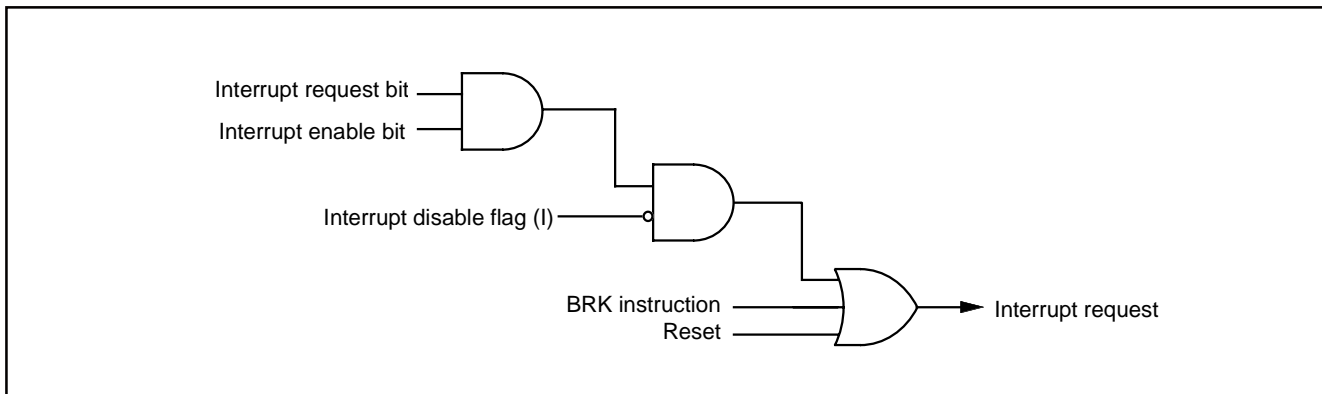 Interrupt request bit
Interrupt enable bit
Interrupt disable flag (I)
BRK instruction
Reset
Interrupt request